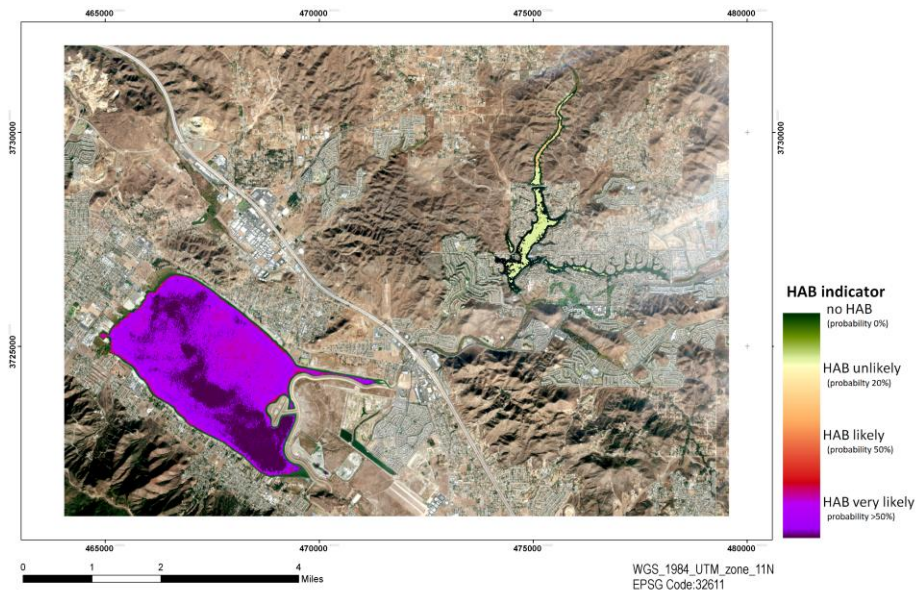 465000 470000 475000 480000
3730000 3730000
3725000 3725000
HAB indicator
no HAB
(probability 0%)
HAB unlikely
(probabilty 20%)
HAB likely
(probability 50%)
HAB very likely
probability >50%)
465000 470000 475000 480000
0 1 2 4
Miles
WGS_1984_UTM_zone_11N
EPSG Code:32611